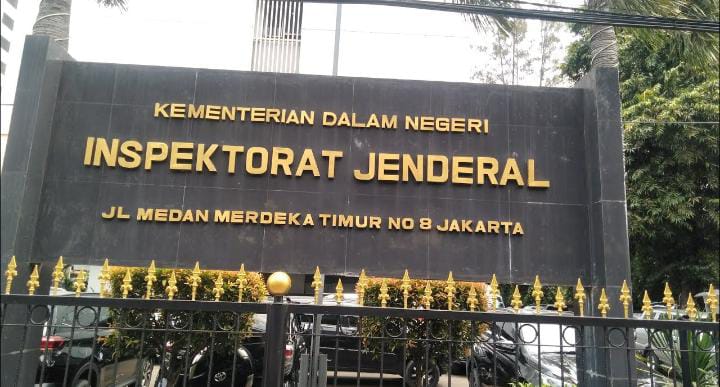 KEMENTERIAN DALAM NEGERI
INSPEKTORAT JENDERAL
JL MEDAN MERDEKA TIMUR NO 8 JAKARTA